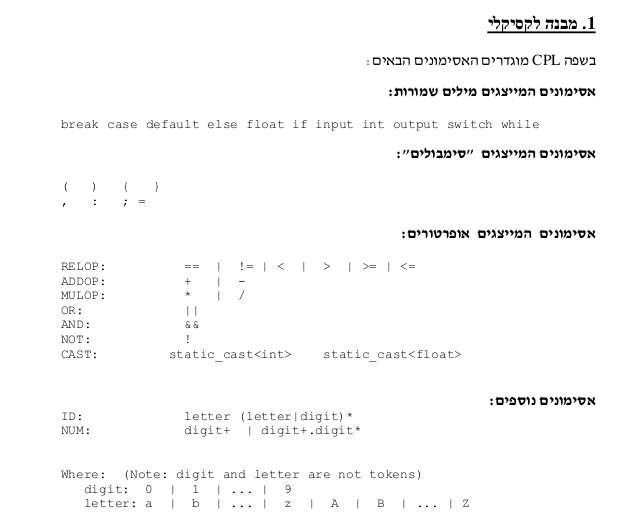 1. מבנה לקסיקלי
בשפה CPL מוגדרים האסימונים הבאים:
אסימונים המייצגים מילים שמורות:
break case default else float if input int output switch while
אסימונים המייצגים "סימבולים":
( ) { }
, : ; =
אסימונים המייצגים אופרטורים:
RELOP: == | != | < | > | >= | <=
ADDOP: + | -
MULOP: * | /
OR: ||
AND: &&
NOT: !
CAST: static_cast<int> static_cast<float>
אסימונים נוספים:
ID: letter (letter|digit)*
NUM: digit+ | digit+.digit*
Where: (Note: digit and letter are not tokens)
digit: 0 | 1 | ... | 9
letter: a | b | ... | z | A | B | ... | Z